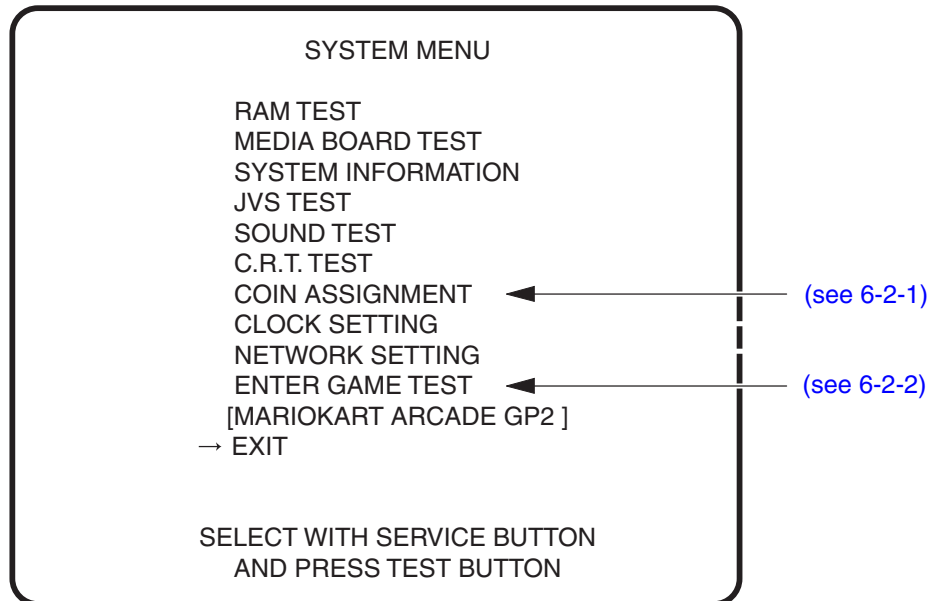 SYSTEM MENU
RAM TEST
MEDIA BOARD TEST
SYSTEM INFORMATION
JVS TEST
SOUND TEST
C.R.T. TEST
COIN ASSIGNMENT (see 6-2-1)
CLOCK SETTING
NETWORK SETTING
ENTER GAME TEST (see 6-2-2)
[MARIOKART ARCADE GP2 ]
→ EXIT
SELECT WITH SERVICE BUTTON
AND PRESS TEST BUTTON